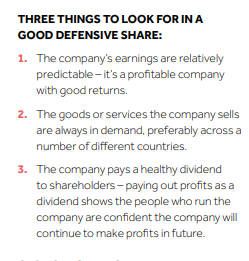 THREE THINGS TO LOOK FOR IN A
GOOD DEFENSIVE SHARE:
1. The company's earnings are relatively
predictable – it's a profitable company
with good returns.
2. The goods or services the company sells
are always in demand, preferably across a
number of different countries.
3. The company pays a healthy dividend
to shareholders – paying out profits as a
dividend shows the people who run the
company are confident the company will
continue to make profits in future.